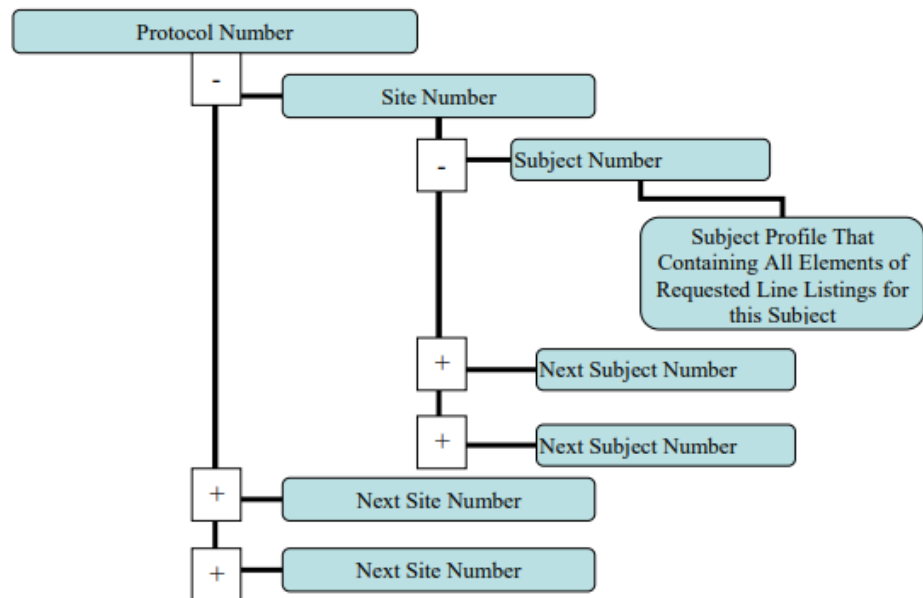 Protocol Number
-
Site Number
-
Subject Number
Subject Profile That
Containing All Elements of
Requested Line Listings for
this Subject
+
Next Subject Number
+
Next Subject Number
+
Next Site Number
+
Next Site Number